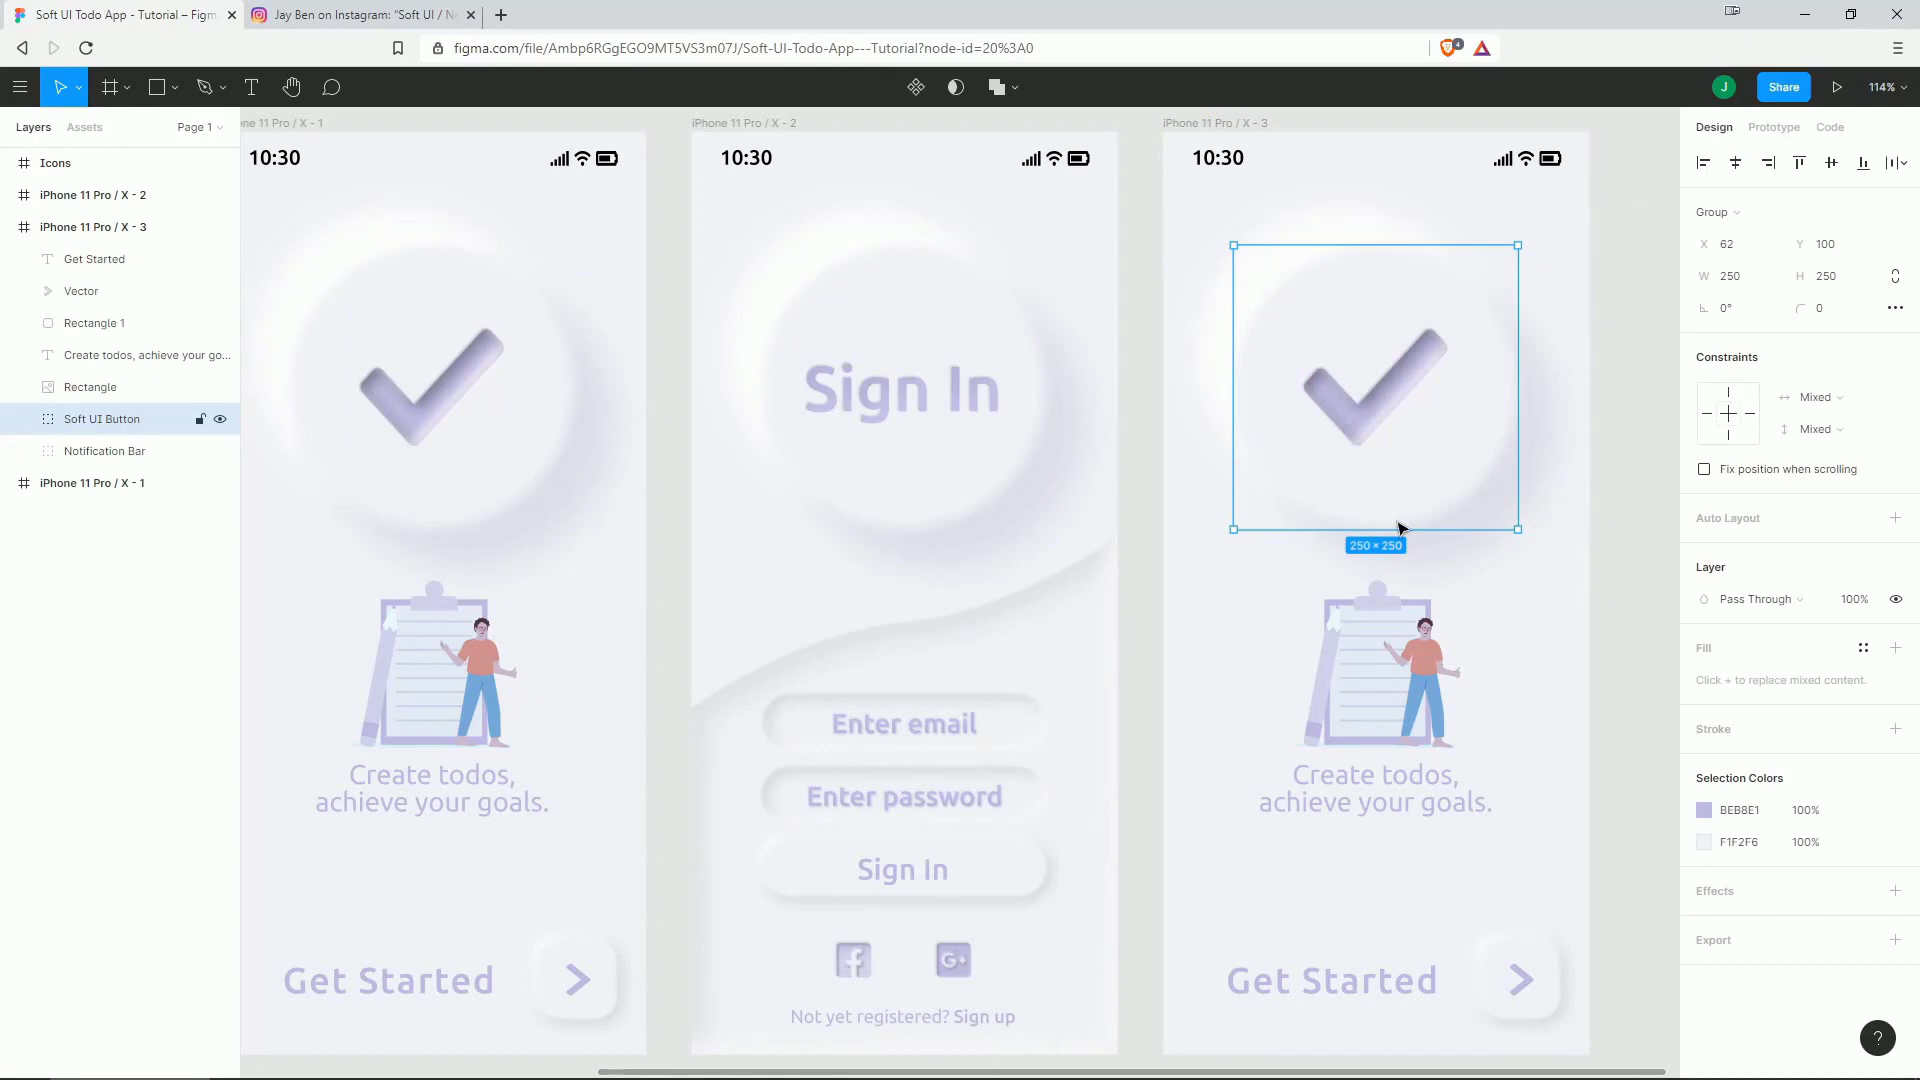 Soft UI Todo App - Tutorial – Figm
Jay Ben on Instagram: “Soft UI / Ne
figma.com/file/Ambp6RGgEGO9MT5VS3m07J/Soft-UI-Todo-App---Tutorial?node-id=20%3A0
4
J
Share
114%
Layers
Assets
Page 1
Icons
iPhone 11 Pro / X - 2
iPhone 11 Pro / X - 3
Get Started
Vector
Rectangle 1
Create todos, achieve your go...
Rectangle
Soft UI Button
Notification Bar
iPhone 11 Pro / X - 1
ne 11 Pro / X - 1
10:30
Create todos,
achieve your goals.
Get Started
iPhone 11 Pro / X - 2
10:30
Sign In
Enter email
Enter password
Sign In
f
G+
Not yet registered? Sign up
iPhone 11 Pro / X - 3
10:30
250 × 250
Create todos,
achieve your goals.
Get Started
Design
Prototype
Code
Group
X 62
Y 100
W 250
H 250
0°
0
Constraints
Mixed
Mixed
Fix position when scrolling
Auto Layout
Layer
Pass Through
100%
Fill
Click + to replace mixed content.
Stroke
Selection Colors
BEB8E1 100%
F1F2F6 100%
Effects
Export
?